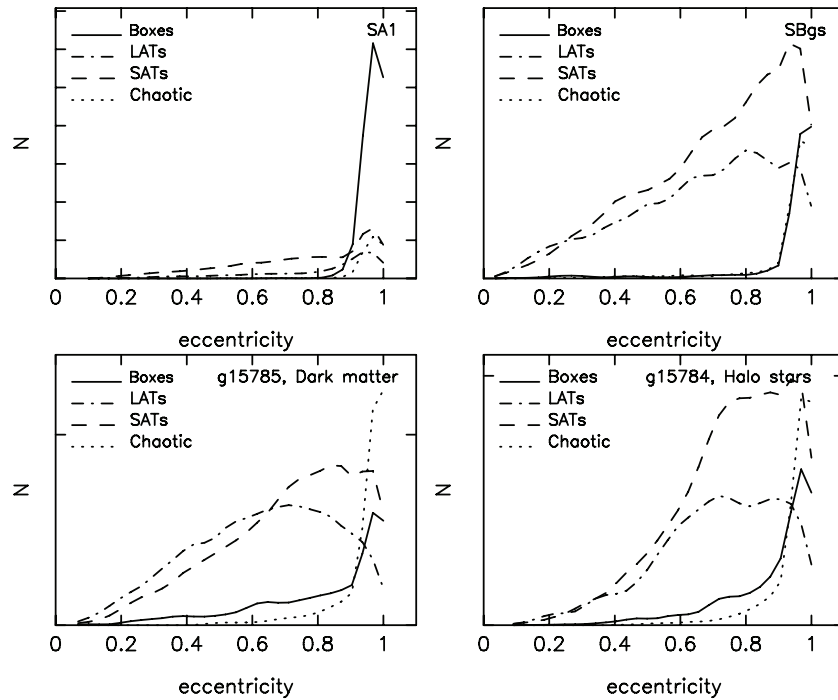 Boxes
LATs
SATs
Chaotic
SA1
N
0 0.2 0.4 0.6 0.8 1
eccentricity
Boxes
LATs
SATs
Chaotic
SBgs
N
0 0.2 0.4 0.6 0.8 1
eccentricity
Boxes
LATs
SATs
Chaotic
g15785, Dark matter
N
0 0.2 0.4 0.6 0.8 1
eccentricity
Boxes
LATs
SATs
Chaotic
g15784, Halo stars
N
0 0.2 0.4 0.6 0.8 1
eccentricity